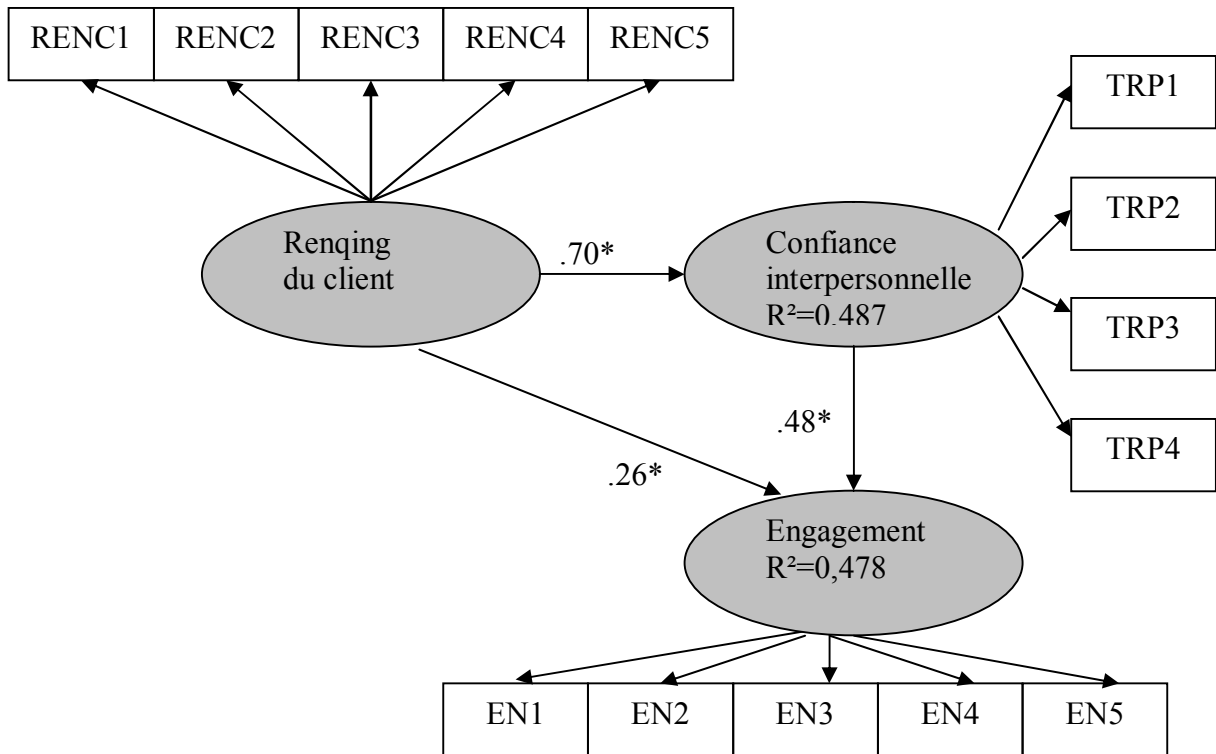 RENC1 RENC2 RENC3 RENC4 RENC5
TRP1
TRP2
Renqing
du client
.70*
Confiance
interpersonnelle
R²=0,487
TRP3
.48*
TRP4
.26*
Engagement
R²=0,478
EN1 EN2 EN3 EN4 EN5